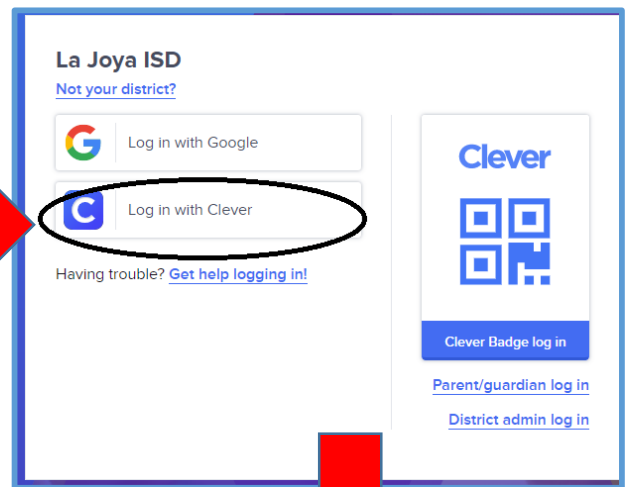 La Joya ISD
Not your district?
Log in with Google
Log in with Clever
Having trouble? Get help logging in!
Clever
Clever Badge log in
Parent/guardian log in
District admin log in